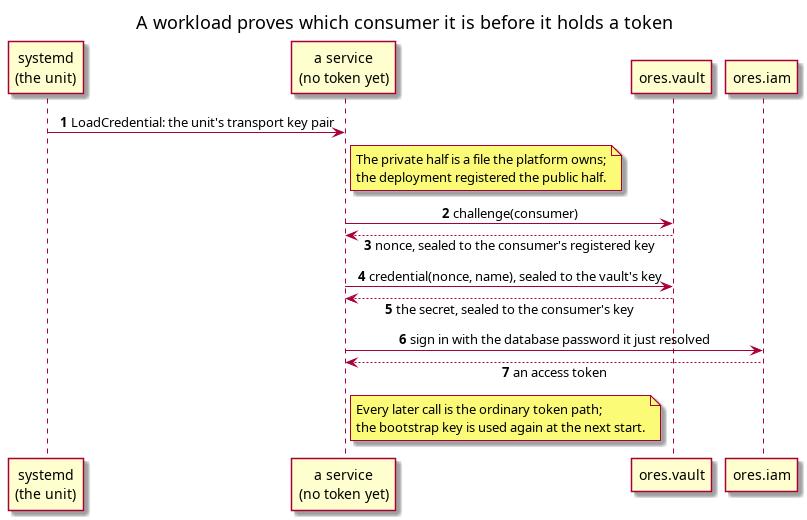 A workload proves which consumer it is before it holds a token
systemd
(the unit)
a service
(no token yet)
ores.vault
ores.iam
1 LoadCredential: the unit's transport key pair
The private half is a file the platform owns;
the deployment registered the public half.
2 challenge(consumer)
3 nonce, sealed to the consumer's registered key
4 credential(nonce, name), sealed to the vault's key
5 the secret, sealed to the consumer's key
6 sign in with the database password it just resolved
7 an access token
Every later call is the ordinary token path;
the bootstrap key is used again at the next start.
systemd
(the unit)
a service
(no token yet)
ores.vault
ores.iam